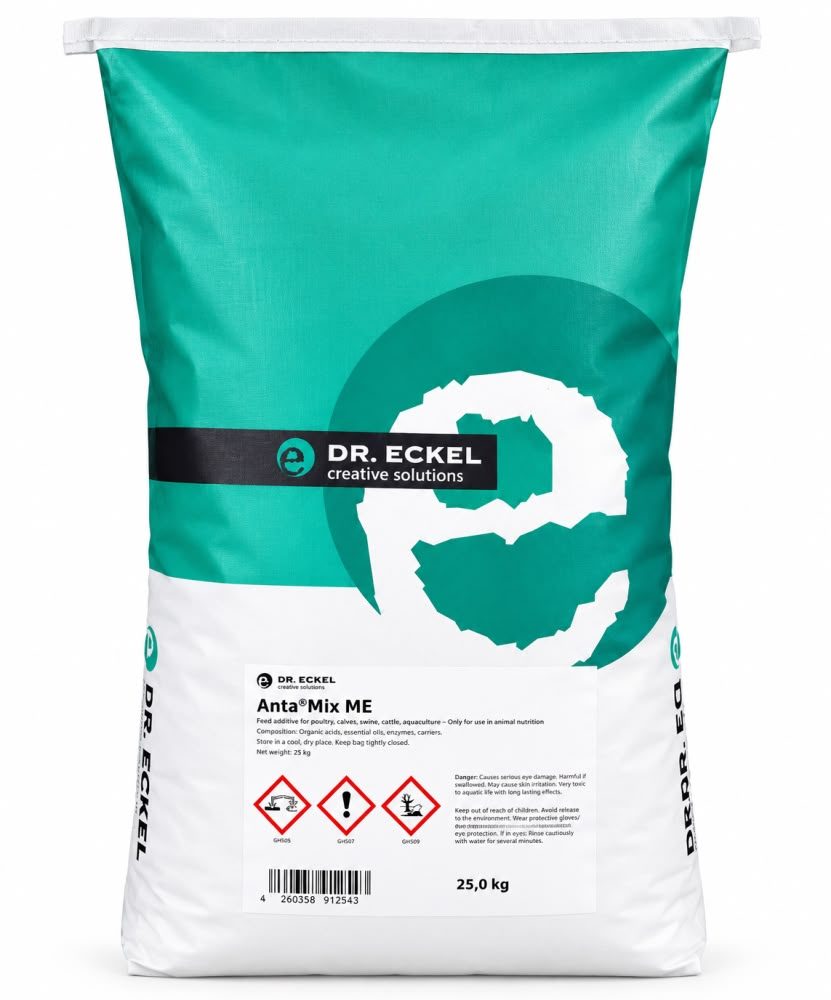 DR. ECKEL
creative solutions
DR. ECKEL
creative solutions
Anta®Mix ME
Feed additive for poultry, calves, swine, cattle, aquaculture – Only for use in animal nutrition
Composition: Organic acids, essential oils, enzymes, carriers.
Store in a cool, dry place. Keep bag tightly closed.
Net weight: 25 kg
Danger: Causes serious eye damage. Harmful if
swallowed. May cause skin irritation. Very toxic
to aquatic life with long lasting effects.
Keep out of reach of children. Avoid release
to the environment. Wear protective gloves/
eye protection. If in eyes: Rinse cautiously
with water for several minutes.
GHS05
GHS07
GHS09
4 260358 912543
25,0 kg
DR. ECKEL
DR.DR. ED